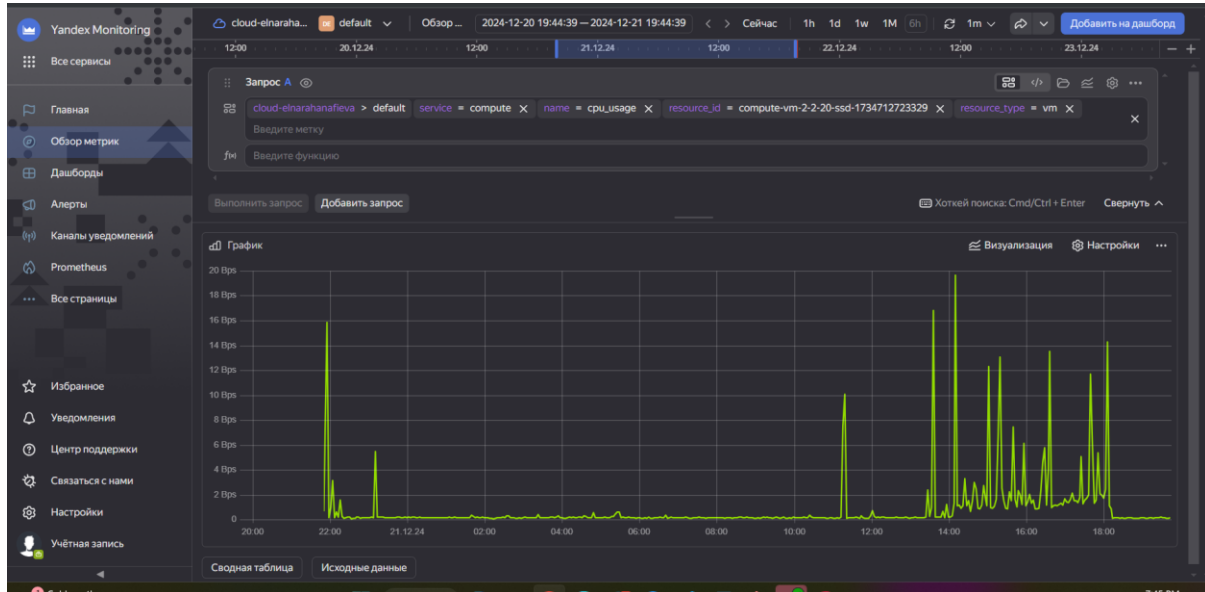 Yandex Monitoring
Все сервисы
Главная
Обзор метрик
Дашборды
Алерты
Каналы уведомлений
Prometheus
Все страницы
Избранное
Уведомления
Центр поддержки
Связаться с нами
Настройки
Учётная запись
cloud-elnaraha... DE default Обзор ... 2024-12-20 19:44:39 — 2024-12-21 19:44:39 < > Сейчас 1h 1d 1w 1M 6h 1m Добавить на дашборд
12:00 20.12.24 12:00 21.12.24 12:00 22.12.24 12:00 23.12.24 — +
Запрос A
cloud-elnarahanafieva > default service = compute X name = cpu_usage X resource_id = compute-vm-2-2-20-ssd-1734712723329 X resource_type = vm X
Введите метку
f(x) Введите функцию
Выполнить запрос Добавить запрос Хоткей поиска: Cmd/Ctrl + Enter Свернуть
График Визуализация Настройки ...
20 Bps
18 Bps
16 Bps
14 Bps
12 Bps
10 Bps
8 Bps
6 Bps
4 Bps
2 Bps
0
20:00 22:00 21.12.24 02:00 04:00 06:00 08:00 10:00 12:00 14:00 16:00 18:00
Сводная таблица Исходные данные